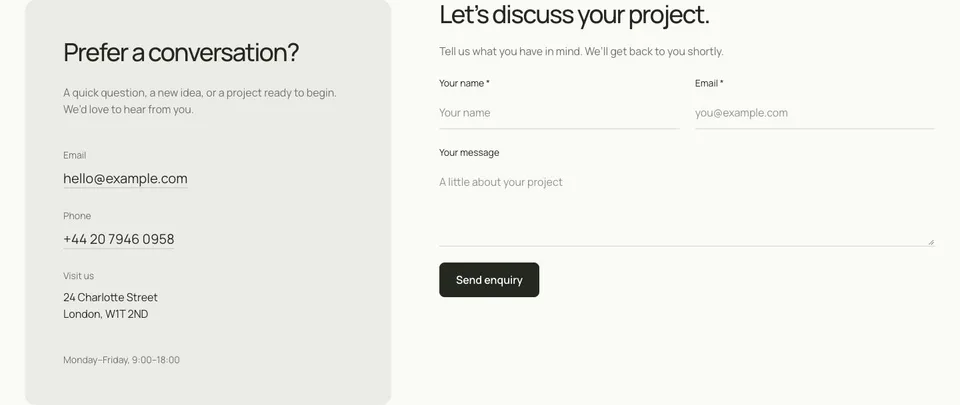 Prefer a conversation?
A quick question, a new idea, or a project ready to begin.
We'd love to hear from you.
Email
hello@example.com
Phone
+44 20 7946 0958
Visit us
24 Charlotte Street
London, W1T 2ND
Monday–Friday, 9:00–18:00
Let's discuss your project.
Tell us what you have in mind. We'll get back to you shortly.
Your name *
Your name
Email *
you@example.com
Your message
A little about your project
Send enquiry